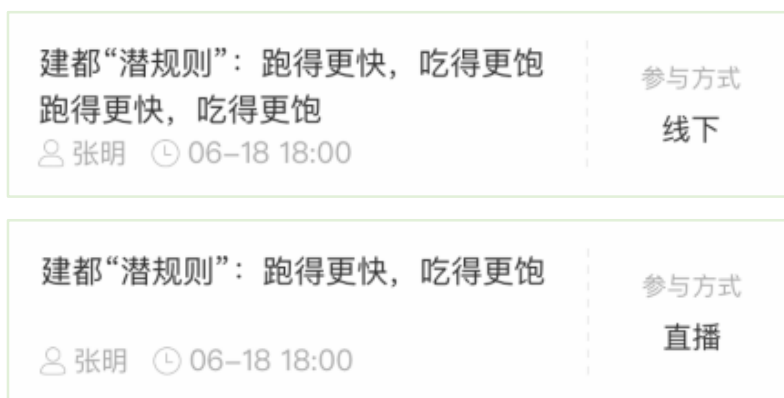 建都“潜规则”：跑得更快，吃得更饱
跑得更快，吃得更饱
张明 06-18 18:00
参与方式
线下
建都“潜规则”：跑得更快，吃得更饱
张明 06-18 18:00
参与方式
直播